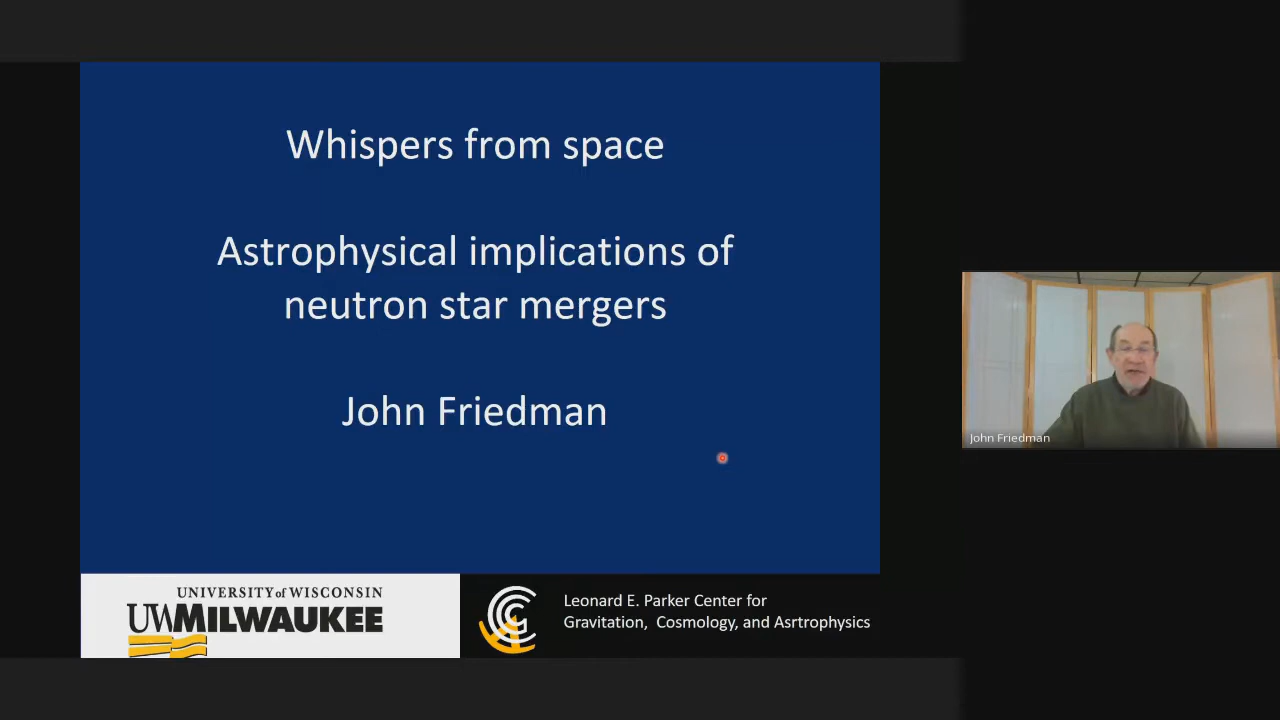 Whispers from space
Astrophysical implications of
neutron star mergers
John Friedman
John Friedman
UNIVERSITY of WISCONSIN
UWMILWAUKEE
Leonard E. Parker Center for
Gravitation, Cosmology, and Asrtrophysics